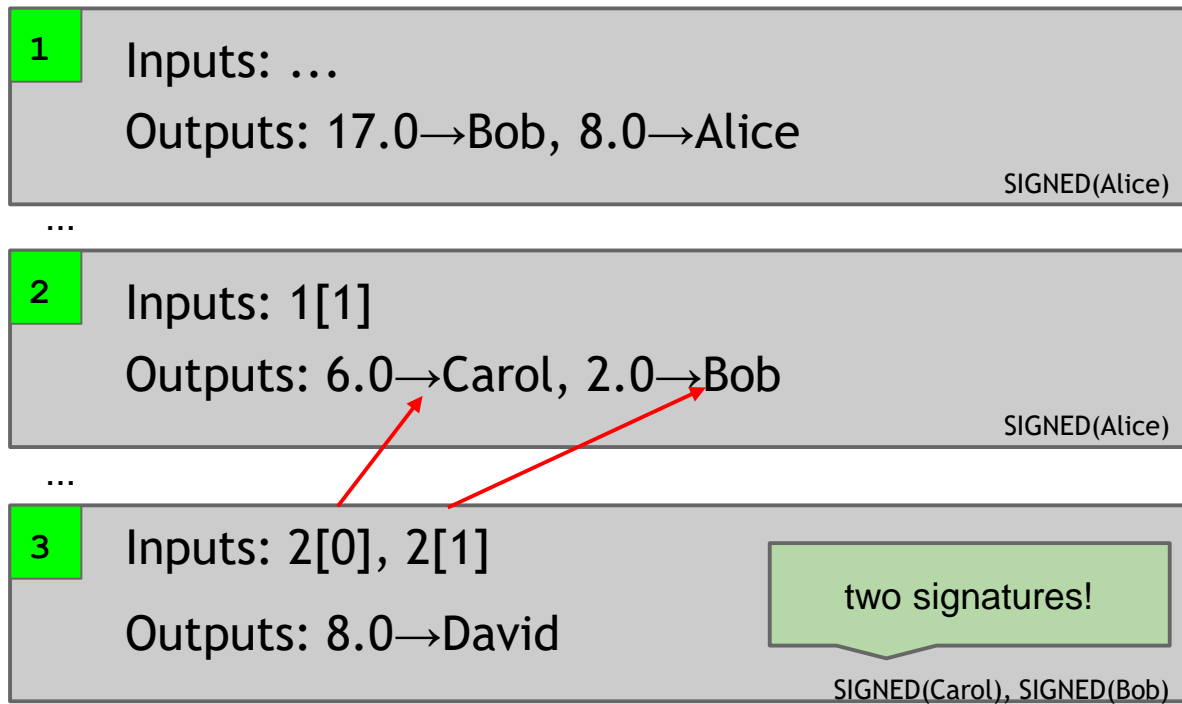 1
Inputs: ...
Outputs: 17.0→Bob, 8.0→Alice
SIGNED(Alice)
...
2
Inputs: 1[1]
Outputs: 6.0→Carol, 2.0→Bob
SIGNED(Alice)
...
3
Inputs: 2[0], 2[1]
two signatures!
Outputs: 8.0→David
SIGNED(Carol), SIGNED(Bob)